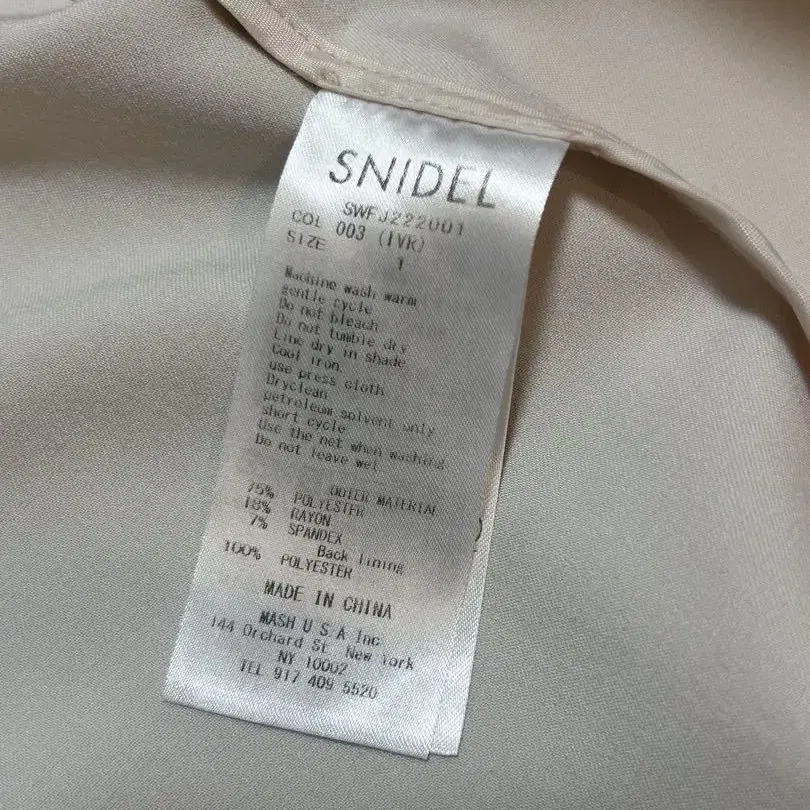 SNIDEL
SWFJ222001
COL 003 (IVR)
SIZE 1
Machine wash warm
gentle cycle
Do not bleach
Do not tumble dry
Line dry in shade
Cool iron
use press cloth
Dryclean
petroleum solvent only
short cycle
Use the net when washing
Do not leave wet
OUTER MATERIAL
75% POLYESTER
18% RAYON
7% SPANDEX
Back lining
100% POLYESTER
MADE IN CHINA
MASH U S A Inc
144 Orchard St New York
NY 10002
TEL 917 409 5520